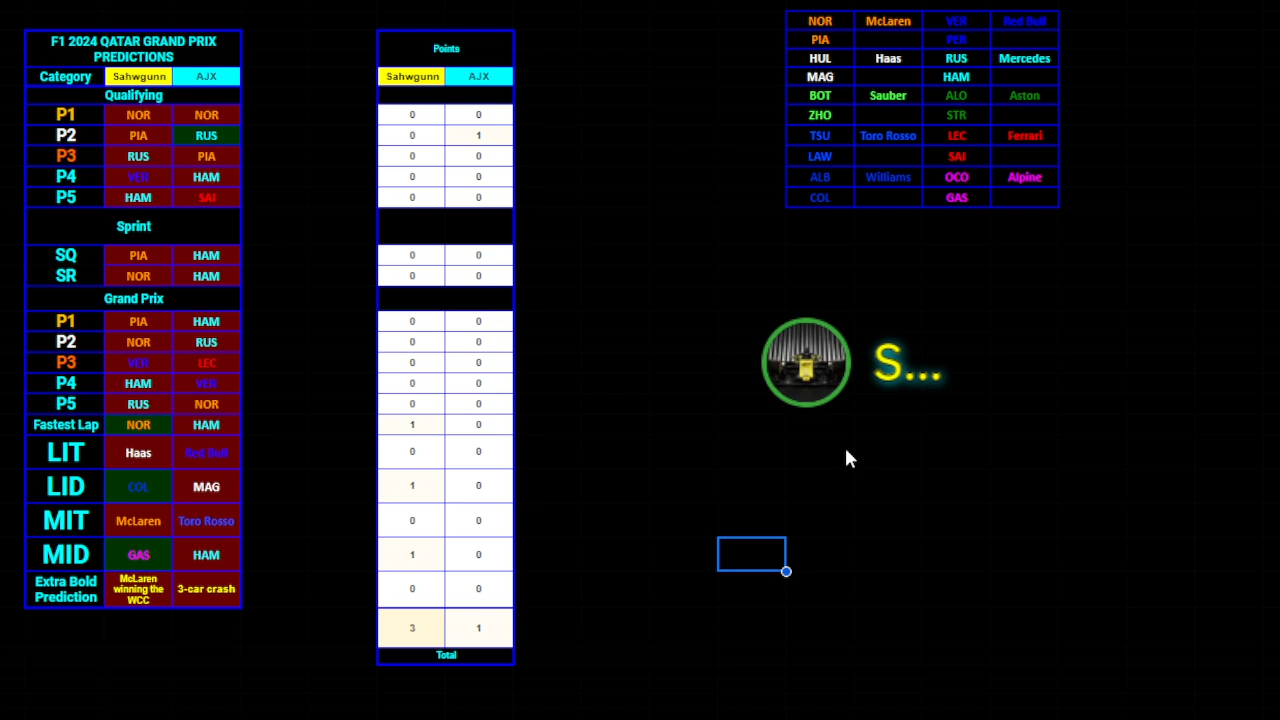 F1 2024 QATAR GRAND PRIX
PREDICTIONS
Category Sahwgunn AJX
Qualifying
P1 NOR NOR
P2 PIA RUS
P3 RUS PIA
P4 VER HAM
P5 HAM SAI
Sprint
SQ PIA HAM
SR NOR HAM
Grand Prix
P1 PIA HAM
P2 NOR RUS
P3 VER LEC
P4 HAM VER
P5 RUS NOR
Fastest Lap NOR HAM
LIT Haas Red Bull
LID COL MAG
MIT McLaren Toro Rosso
MID GAS HAM
Extra Bold
Prediction
McLaren
winning the
WCC
3-car crash
Points
Sahwgunn AJX
0 0
0 1
0 0
0 0
0 0
0 0
0 0
0 0
0 0
0 0
0 0
0 0
1 0
0 0
1 0
0 0
1 0
0 0
3 1
Total
NOR McLaren VER Red Bull
PIA PER
HUL Haas RUS Mercedes
MAG HAM
BOT Sauber ALO Aston
ZHO STR
TSU Toro Rosso LEC Ferrari
LAW SAI
ALB Williams OCO Alpine
COL GAS
S...